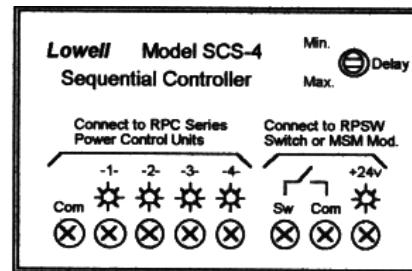 Lowell Model SCS-4
Sequential Controller
Min.
Delay
Max.
Connect to RPC Series
Power Control Units
Connect to RPSW
Switch or MSM Mod.
-1- -2- -3- -4-
Com
+24v
Sw Com